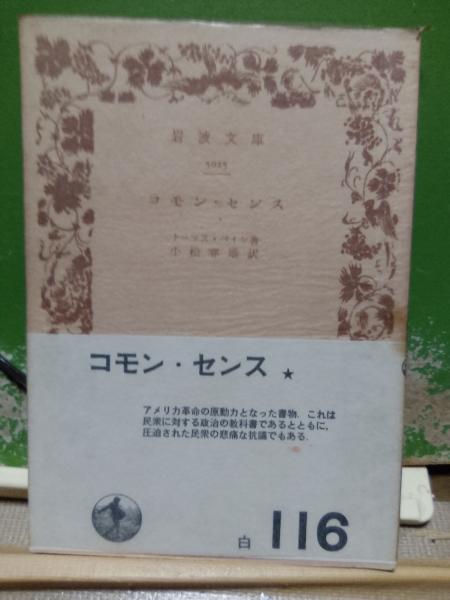 岩波文庫
5025
コモン・センス
トーマス・ペイン著
小松春雄訳
コモン・センス ★
アメリカ革命の原動力となった書物. これは
民衆に対する政治の教科書であるとともに,
圧迫された民衆の悲痛な抗議でもある.
白 116